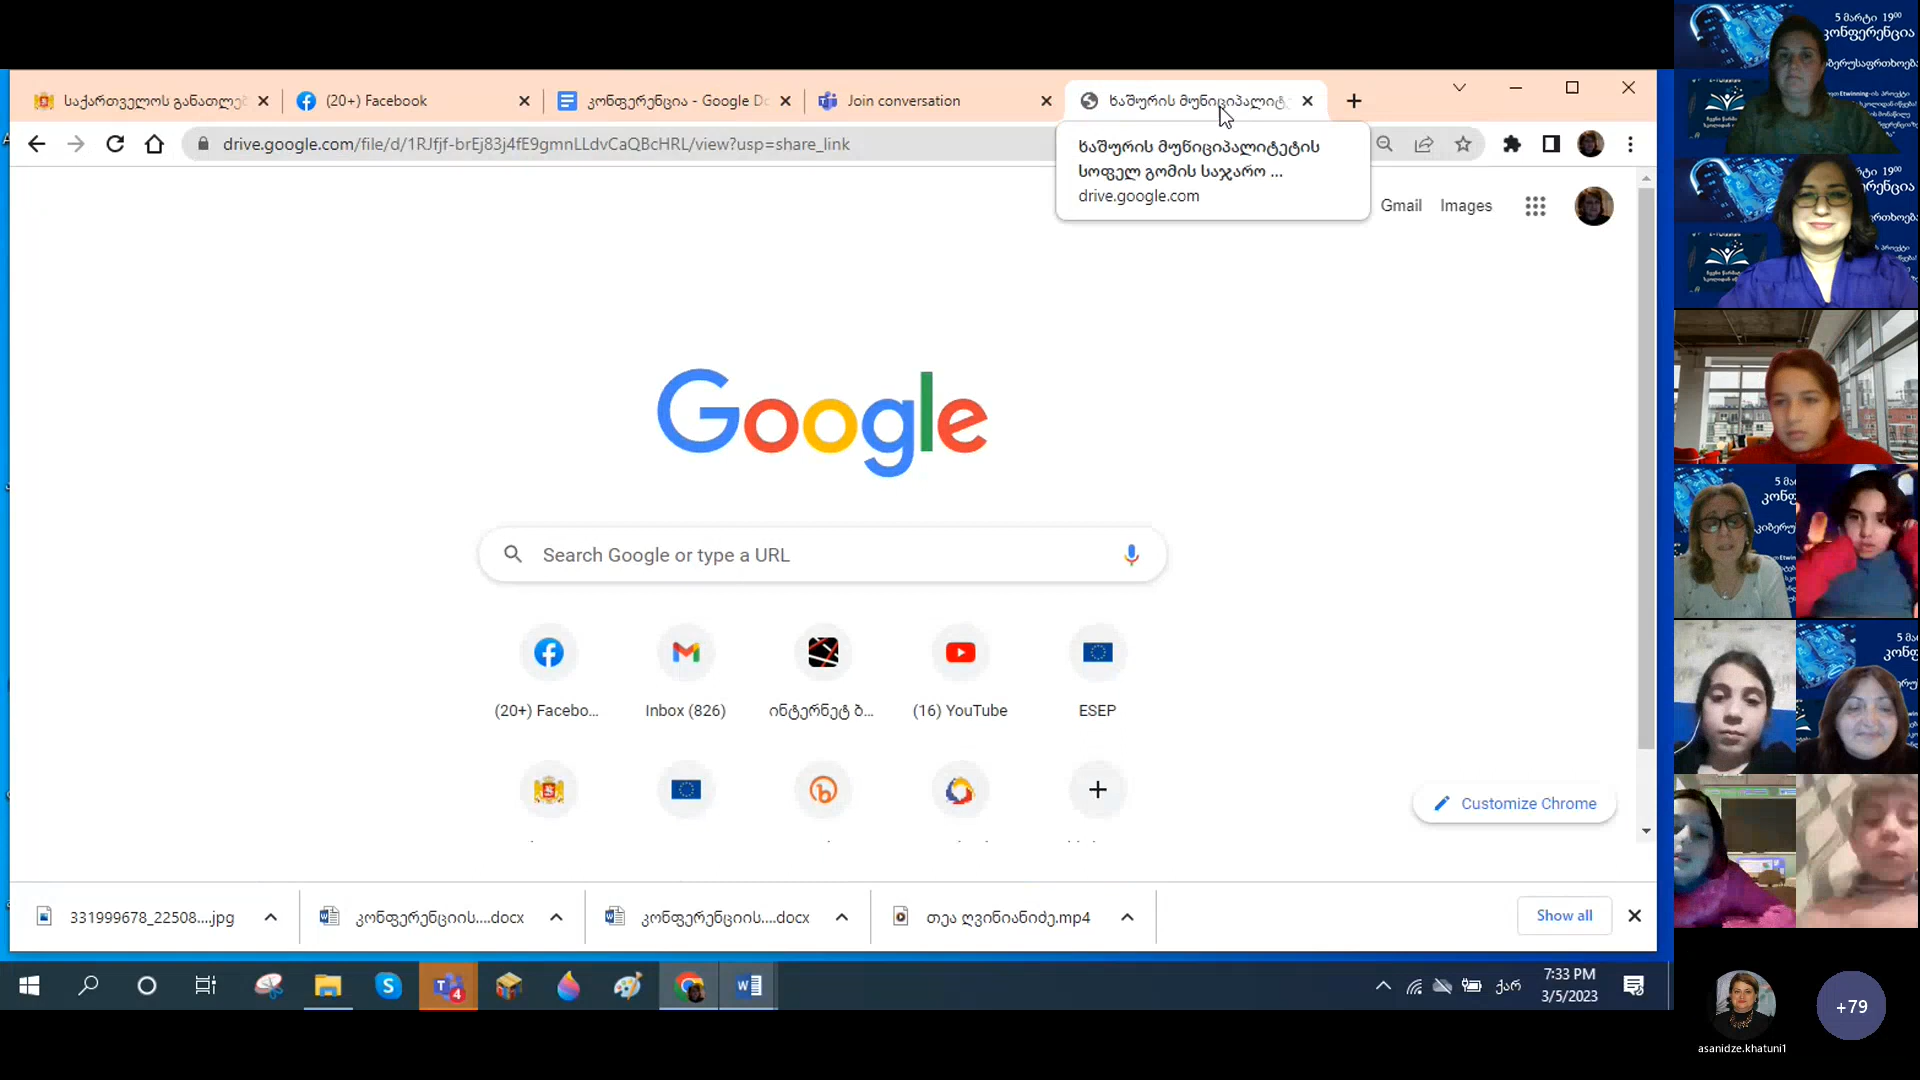 საქართველოს განათლე
(20+) Facebook
კონფერენცია - Google Do
Join conversation
ხაშურის მუნიციპალიტ
drive.google.com/file/d/1RJfjf-brEj83j4fE9gmnLLdvCaQBcHRL/view?usp=share_link
ხაშურის მუნიციპალიტეტის
სოფელ გომის საჯარო ...
drive.google.com
Gmail
Images
Google
Search Google or type a URL
(20+) Facebo...
Inbox (826)
ინტერნეტ ბ...
(16) YouTube
ESEP
Customize Chrome
331999678_22508....jpg
კონფერენციის....docx
კონფერენციის....docx
თეა ღვინიანიძე.mp4
Show all
4
ქარ
7:33 PM
3/5/2023
5 მარტი 19⁰⁰
კონფერენცია
asanidze.khatuni1
+79